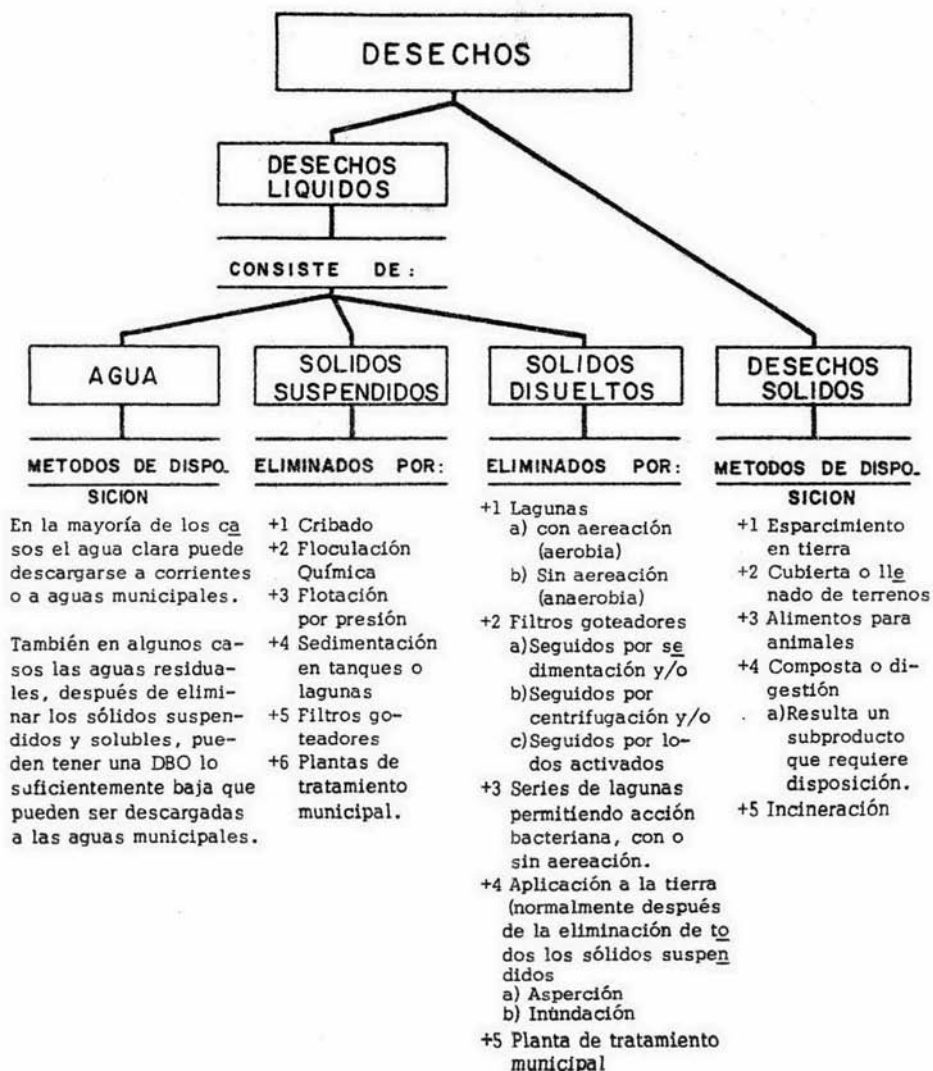 DESECHOS
DESECHOS
LIQUIDOS
CONSISTE DE:
AGUA
METODOS DE DISPO-
SICION
En la mayoría de los ca
sos el agua clara puede
descargarse a corrientes
o a aguas municipales.
También en algunos ca-
sos las aguas residua-
les, después de elimi-
nar los sólidos suspen-
didos y solubles, pue-
den tener una DBO lo
suficientemente baja que
pueden ser descargadas
a las aguas municipales.
SOLIDOS
SUSPENDIDOS
ELIMINADOS POR:
+1 Cribado
+2 Floculación
Química
+3 Flotación
por presión
+4 Sedimentación
en tanques o
lagunas
+5 Filtros go-
teadores
+6 Plantas de
tratamiento
municipal.
SOLIDOS
DISUELTOS
ELIMINADOS POR:
+1 Lagunas
a) con aereación
(aerobia)
b) Sin aereación
(anaerobia)
+2 Filtros goteadores
a)Seguidos por se
dimentación y/o
b)Seguidos por
centrifugación y/o
c)Seguidos por lo-
dos activados
+3 Series de lagunas
permitiendo acción
bacteriana, con o
sin aereación.
+4 Aplicación a la tierra
(normalmente después
de la eliminación de to
dos los sólidos suspen
didos
a) Asperción
b) Inundación
+5 Planta de tratamiento
municipal
DESECHOS
SOLIDOS
METODOS DE DISPO-
SICION
+1 Esparcimiento
en tierra
+2 Cubierta o lle
nado de terrenos
+3 Alimentos para
animales
+4 Composta o di-
gestión
a)Resulta un
subproducto
que requiere
disposición.
+5 Incineración